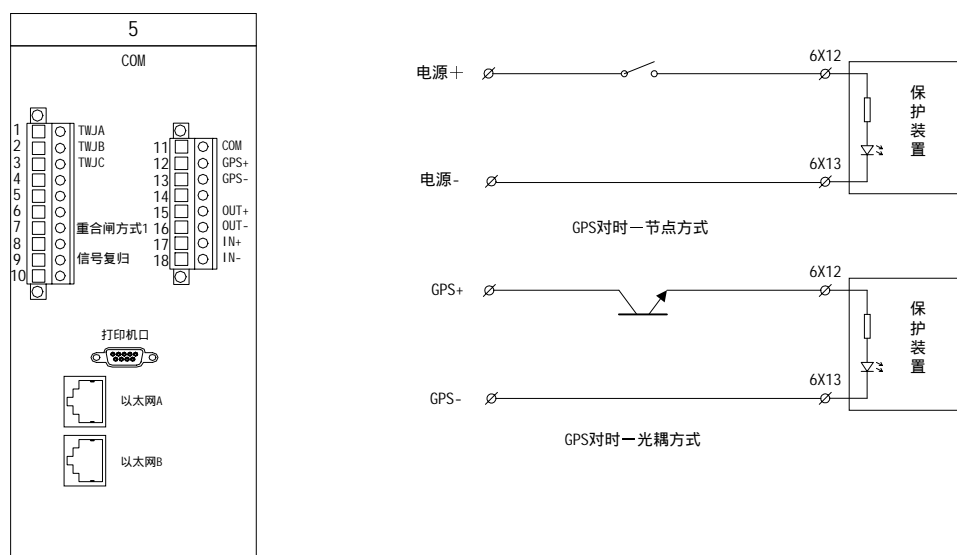 5
COM
1 TWJA
2 TWJB
3 TWJC
4
5
6
7 重合闸方式1
8
9 信号复归
10
11 COM
12 GPS+
13 GPS-
14
15 OUT+
16 OUT-
17 IN+
18 IN-
打印机口
以太网A
以太网B
电源＋
6X12
保护装置
电源-
6X13
GPS对时—节点方式
GPS+
6X12
保护装置
GPS-
6X13
GPS对时—光耦方式